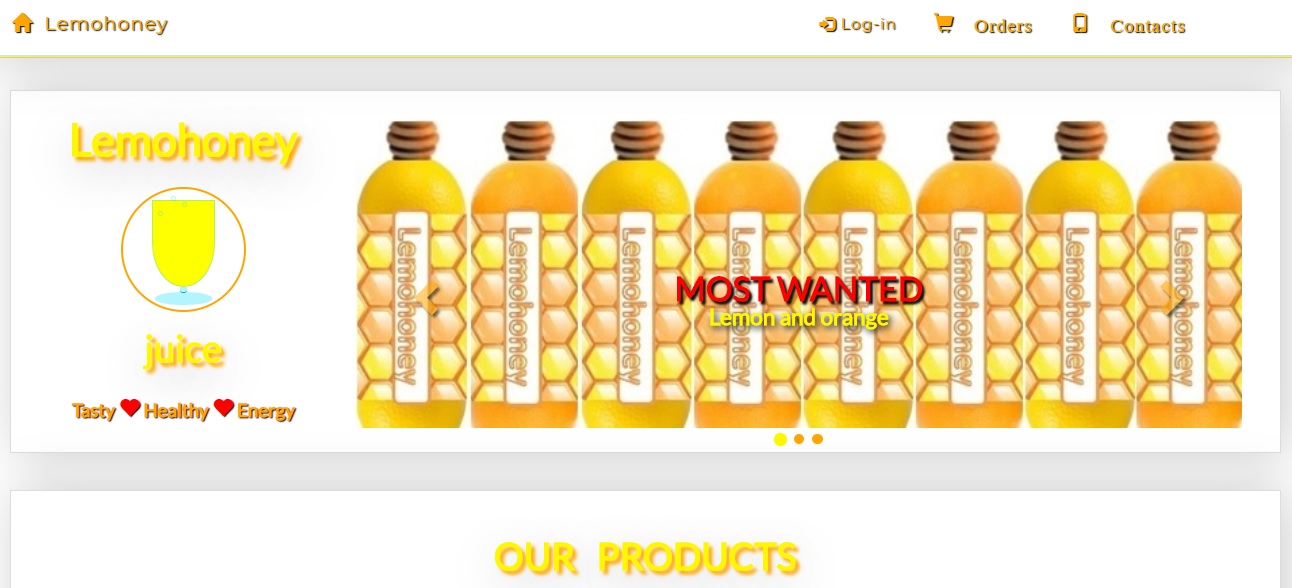 Lemohoney Log-in Orders Contacts
Lemohoney
juice
Tasty Healthy Energy
Lemohoney Lemohoney Lemohoney Lemohoney Lemohoney Lemohoney Lemohoney Lemohoney
MOST WANTED
Lemon and orange
OUR PRODUCTS